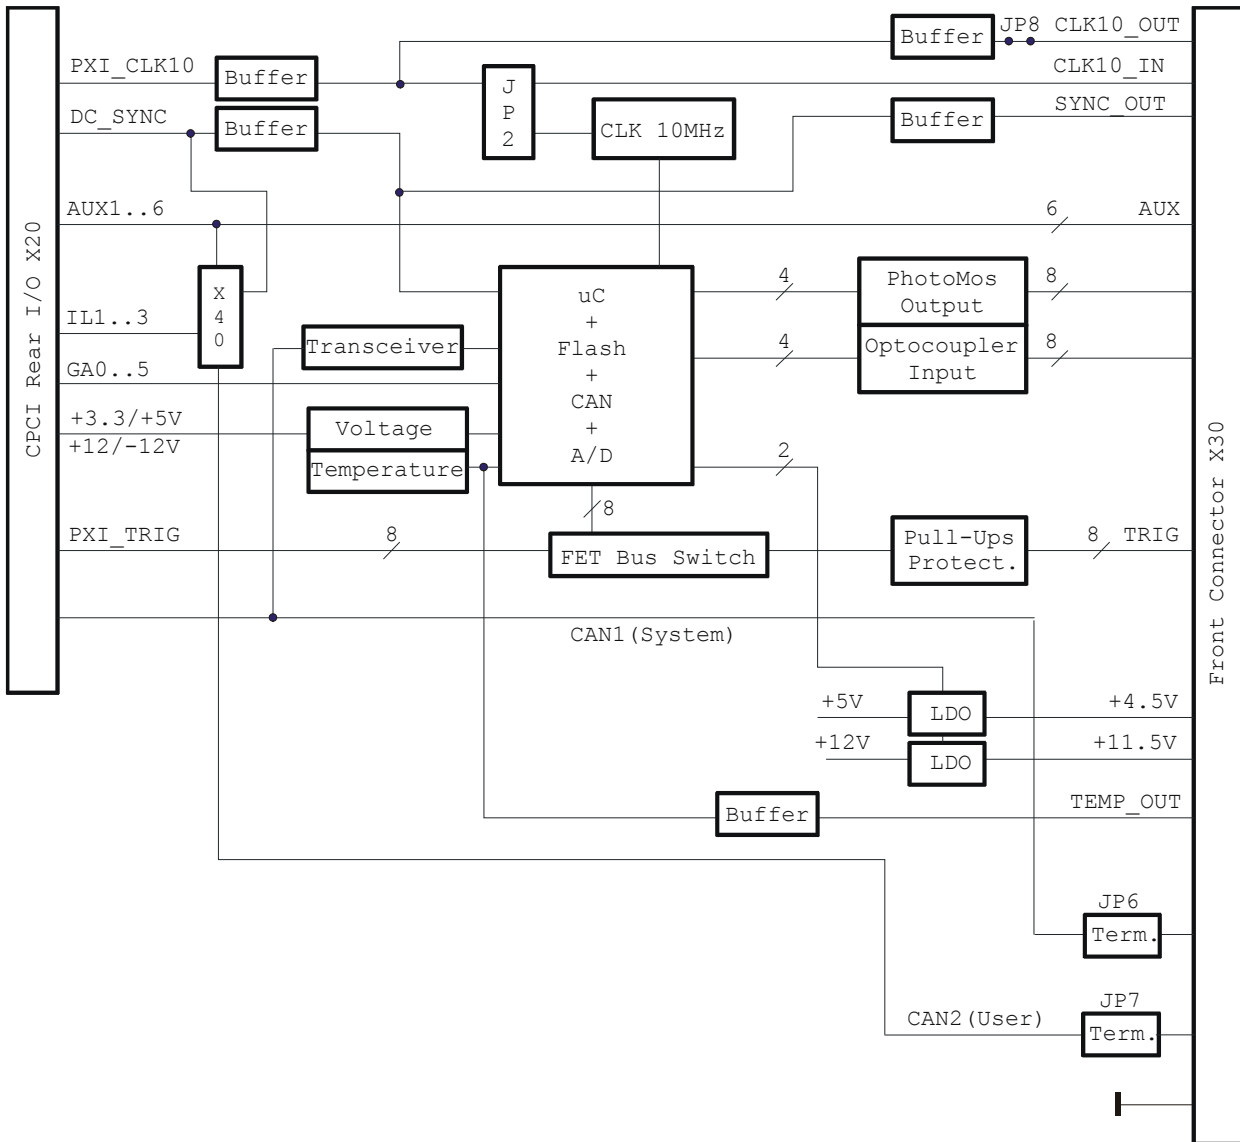 JP8 CLK10_OUT
Buffer
PXI_CLK10
Buffer
CLK10_IN
JP2
DC_SYNC
Buffer
CLK 10MHz
SYNC_OUT
Buffer
AUX1..6
6
AUX
CPCI Rear I/O X20
X40
uC
+
Flash
+
CAN
+
A/D
4
PhotoMos
Output
8
IL1..3
Transceiver
4
Optocoupler
Input
8
GA0..5
+3.3/+5V
+12/-12V
Voltage
Temperature
2
Front Connector X30
8
PXI_TRIG
8
FET Bus Switch
Pull-Ups
Protect.
8
TRIG
CAN1(System)
+5V
LDO
+4.5V
+12V
LDO
+11.5V
Buffer
TEMP_OUT
JP6
Term.
JP7
CAN2(User)
Term.